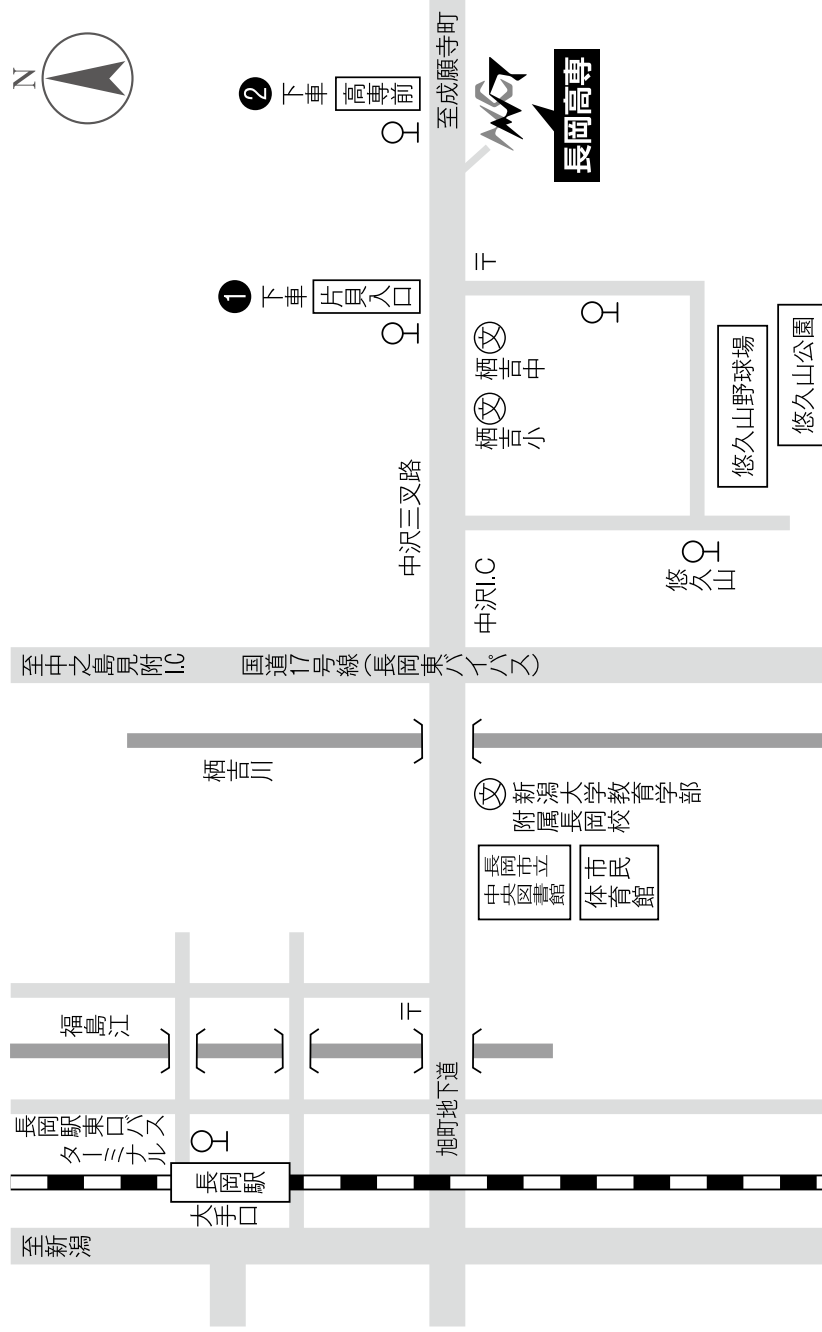 N
❷ 下車 高専前
至成願寺町
長岡高専
❶ 下車 片貝入口
〒
文
栖吉中
文
栖吉小
悠久山野球場
悠久山公園
中沢三叉路
中沢I.C
悠久山
至中之島見附I.C
国道17号線(長岡東バイパス)
栖吉川
文
新潟大学教育学部
附属長岡校
長岡市立
中央図書館
市民
体育館
福島江
〒
旭町地下道
長岡駅東口バス
ターミナル
長岡駅
大手口
至新潟